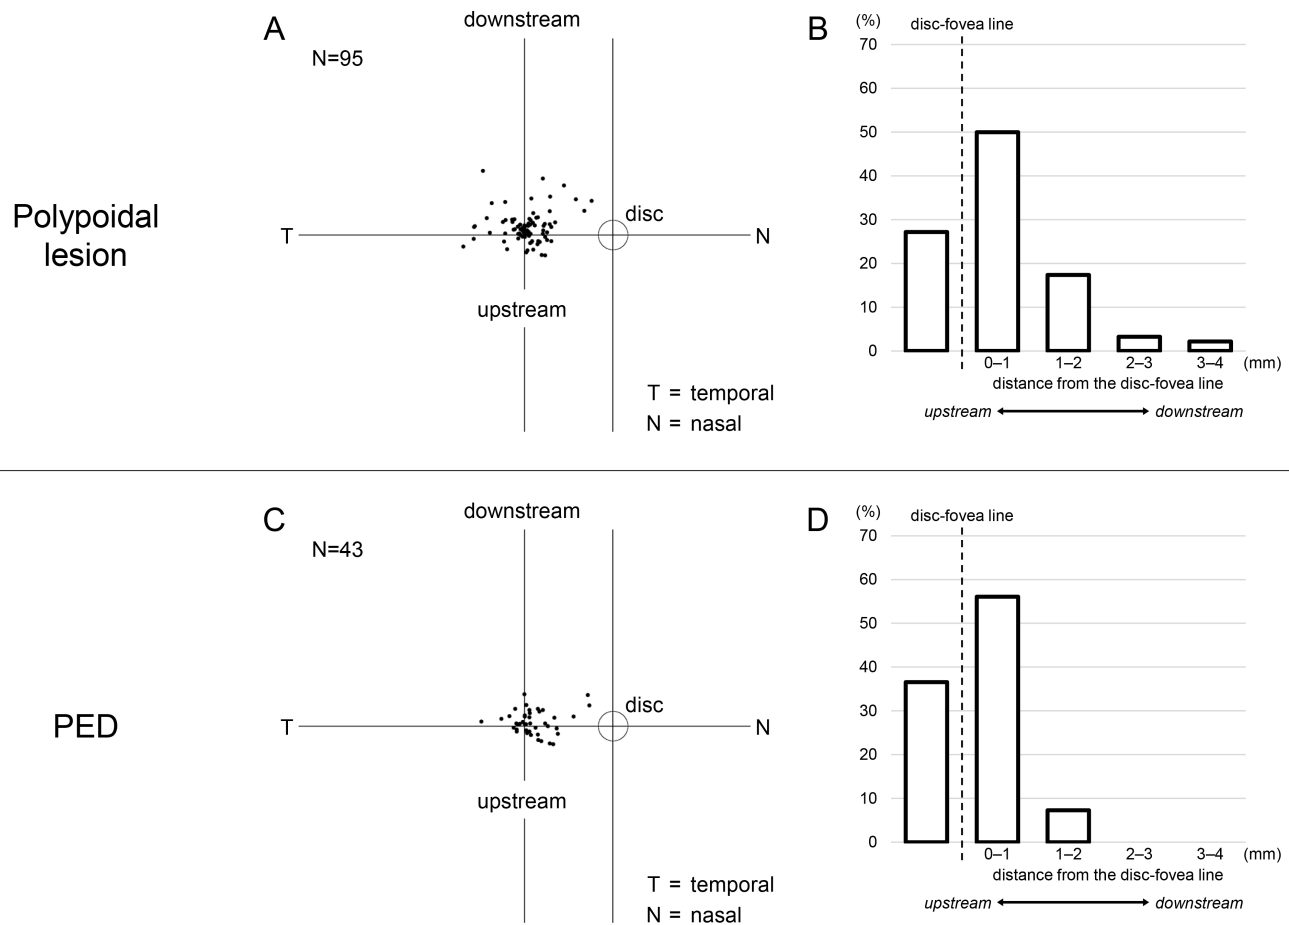 A
downstream
N=95
Polypoidal
lesion
T
disc
N
upstream
T = temporal
N = nasal
B
(%)
disc-fovea line
70
60
50
40
30
20
10
0
0–1 1–2 2–3 3–4 (mm)
distance from the disc-fovea line
upstream downstream
C
downstream
N=43
PED
T
disc
N
upstream
T = temporal
N = nasal
D
(%)
disc-fovea line
70
60
50
40
30
20
10
0
0–1 1–2 2–3 3–4 (mm)
distance from the disc-fovea line
upstream downstream